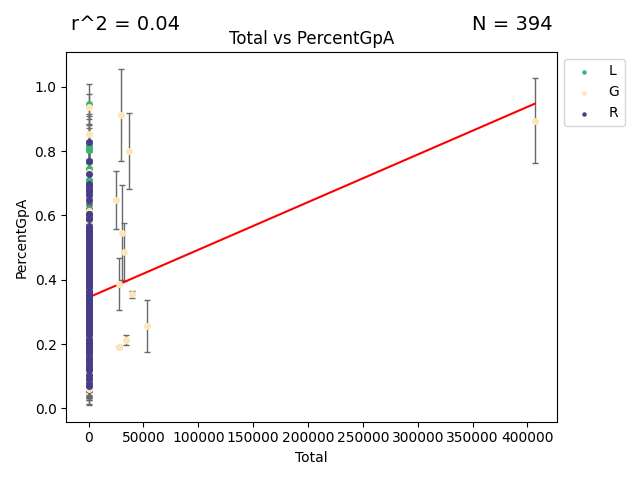 r^2 = 0.04
N = 394
Total vs PercentGpA
L
G
R
PercentGpA
1.0
0.8
0.6
0.4
0.2
0.0
0
50000
100000
150000
200000
250000
300000
350000
400000
Total